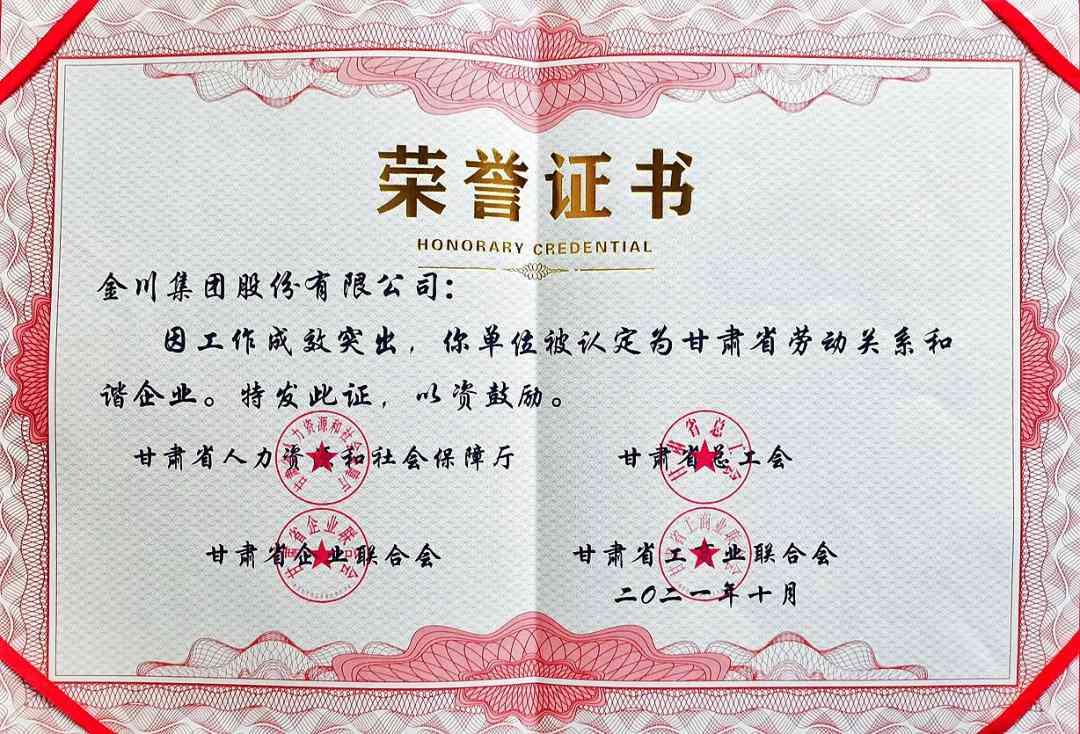 荣誉证书
HONORARY CREDENTIAL
金川集团股份有限公司:
因工作成效突出,你单位被认定为甘肃省劳动关系和
谐企业。特发此证,以资鼓励。
甘肃省人力资源和社会保障厅
甘肃省总工会
甘肃省企业联合会
甘肃省工商业联合会
二〇二一年十月